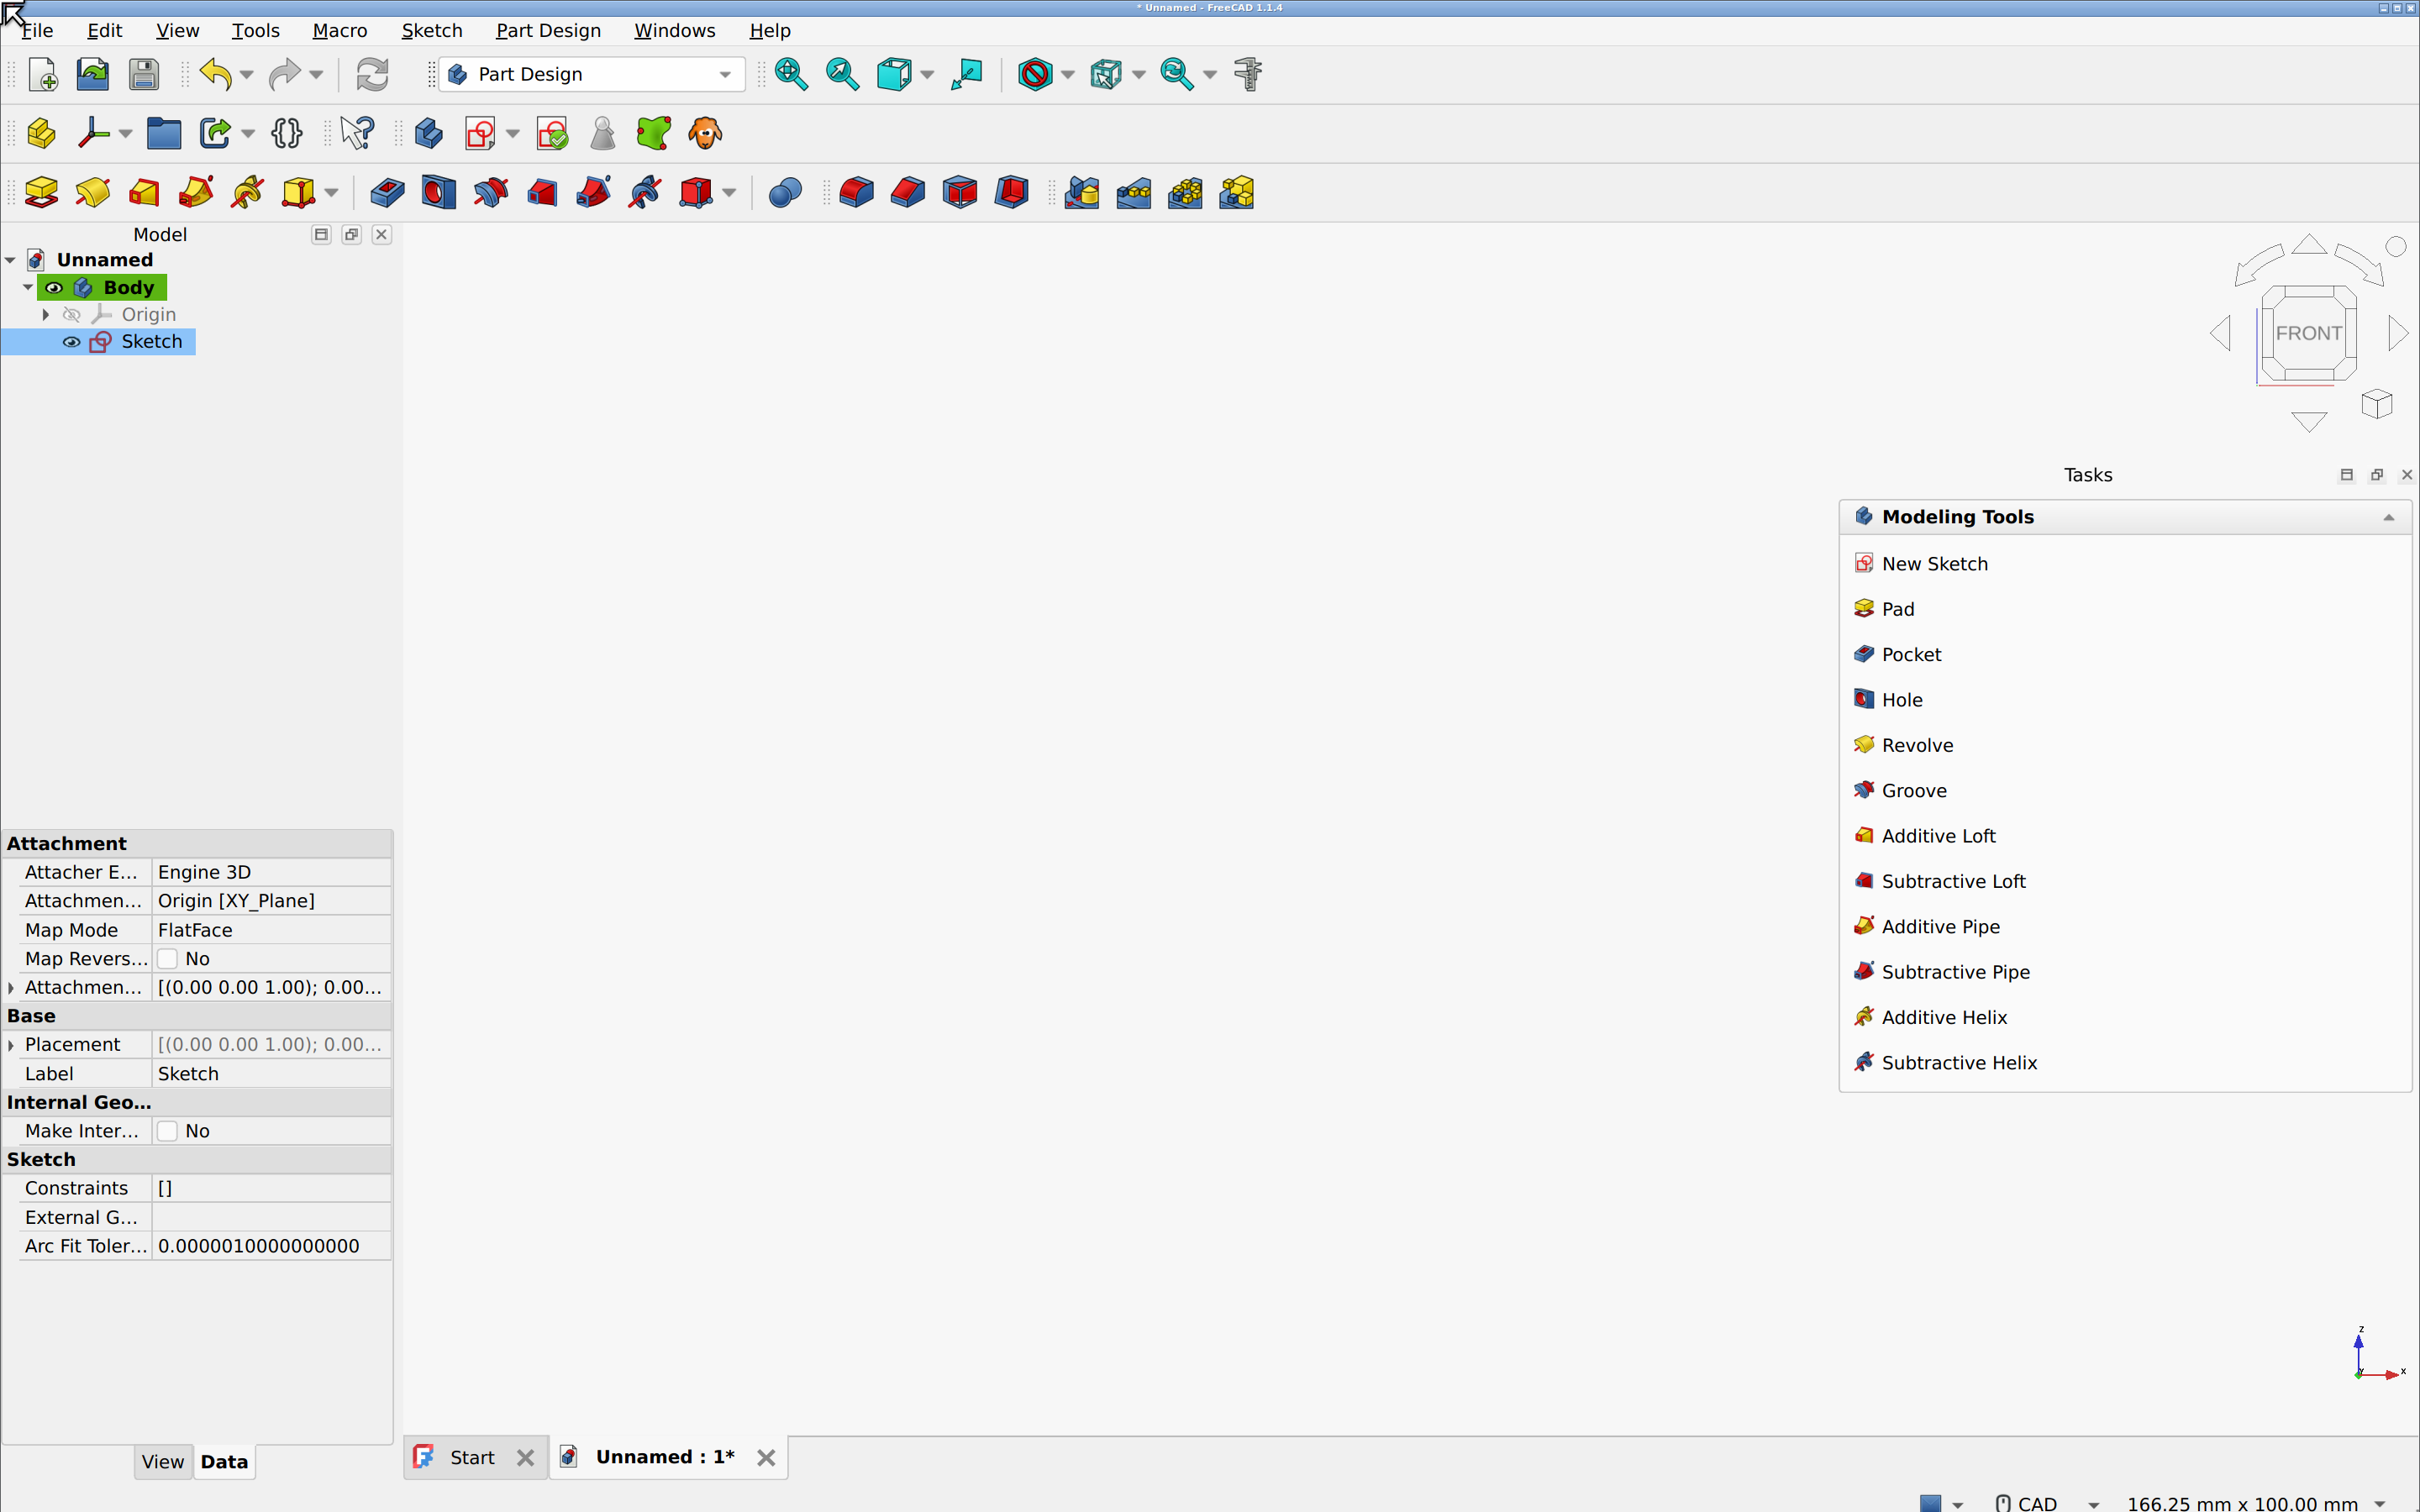 * Unnamed - FreeCAD 1.1.4
File Edit View Tools Macro Sketch Part Design Windows Help
Part Design
Model
Unnamed
Body
Origin
Sketch
FRONT
Tasks
Modeling Tools
New Sketch
Pad
Pocket
Hole
Revolve
Groove
Additive Loft
Subtractive Loft
Additive Pipe
Subtractive Pipe
Additive Helix
Subtractive Helix
Attachment
Attacher E... Engine 3D
Attachmen... Origin [XY_Plane]
Map Mode FlatFace
Map Revers... No
Attachmen... [(0.00 0.00 1.00); 0.00...
Base
Placement [(0.00 0.00 1.00); 0.00...
Label Sketch
Internal Geo...
Make Inter... No
Sketch
Constraints []
External G...
Arc Fit Toler... 0.0000010000000000
z
x
View Data
Start
Unnamed : 1*
CAD
166.25 mm x 100.00 mm